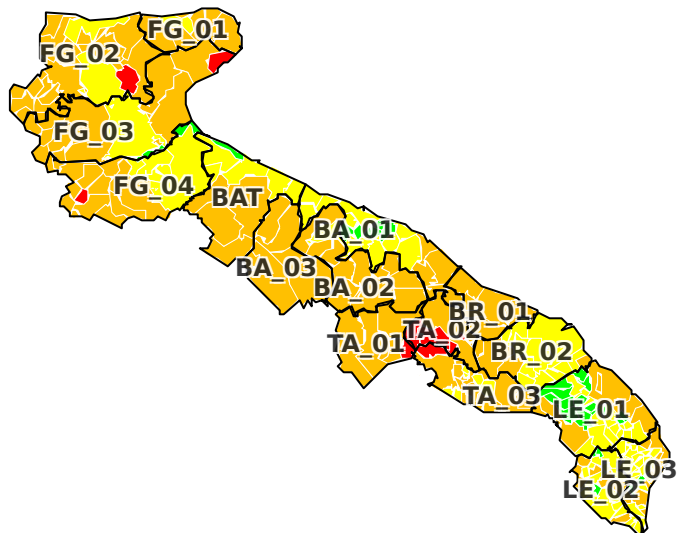 FG_01
FG_02
FG_03
FG_04
BAT
BA_01
BA_03
BA_02
BR_01
TA_02
TA_01
BR_02
TA_03
LE_01
LE_03
LE_02